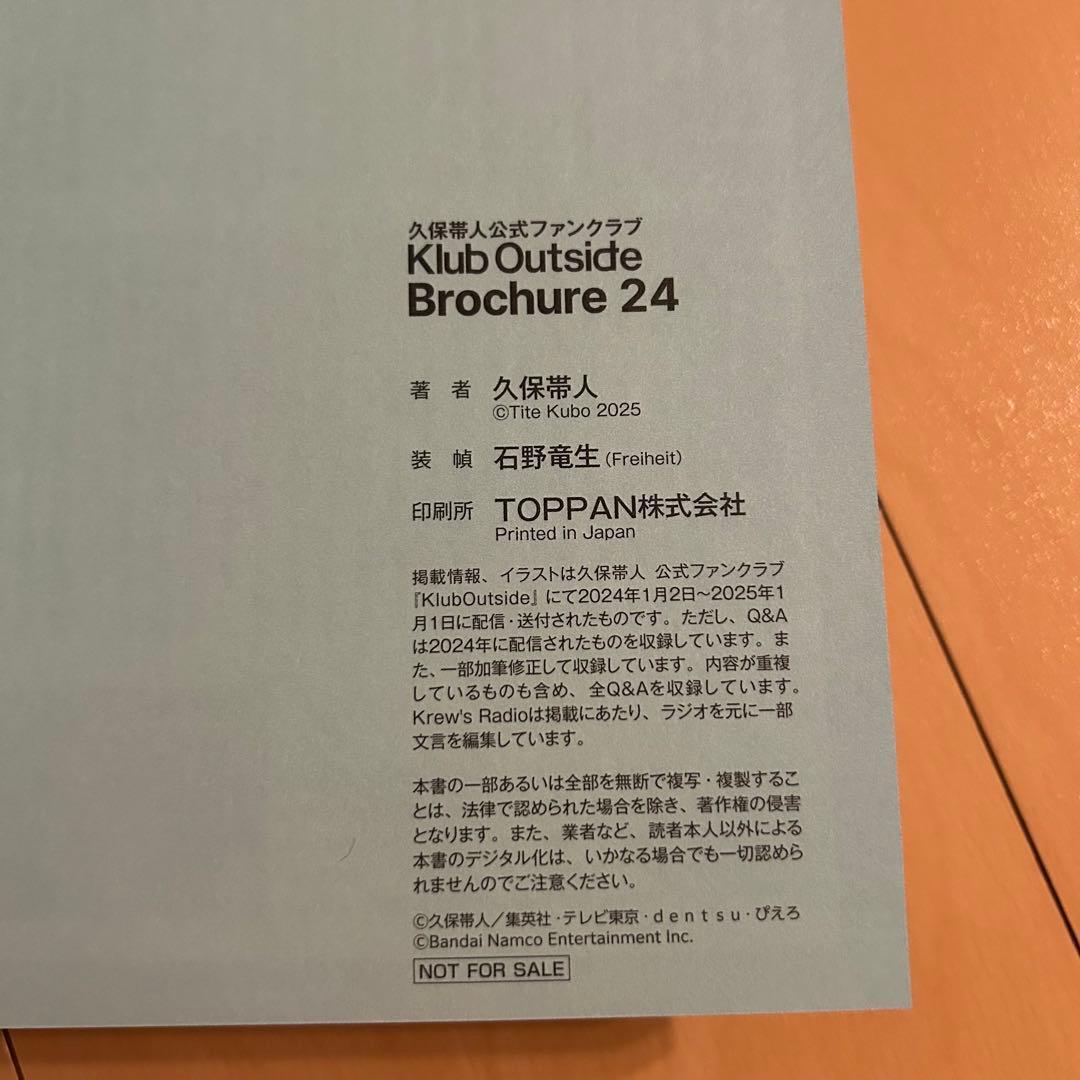 久保帯人公式ファンクラブ
Klub Outside
Brochure 24
著 者 久保帯人
©Tite Kubo 2025
装 幀 石野竜生(Freiheit)
印刷所 TOPPAN株式会社
Printed in Japan
掲載情報、イラストは久保帯人 公式ファンクラブ
『KlubOutside』にて2024年1月2日~2025年1
月1日に配信・送付されたものです。ただし、Q&A
は2024年に配信されたものを収録しています。ま
た、一部加筆修正して収録しています。内容が重複
しているものも含め、全Q&Aを収録しています。
Krew's Radioは掲載にあたり、ラジオを元に一部
文言を編集しています。
本書の一部あるいは全部を無断で複写・複製するこ
とは、法律で認められた場合を除き、著作権の侵害
となります。また、業者など、読者本人以外による
本書のデジタル化は、いかなる場合でも一切認めら
れませんのでご注意ください。
©久保帯人/集英社・テレビ東京・dentsu・ぴえろ
©Bandai Namco Entertainment Inc.
NOT FOR SALE